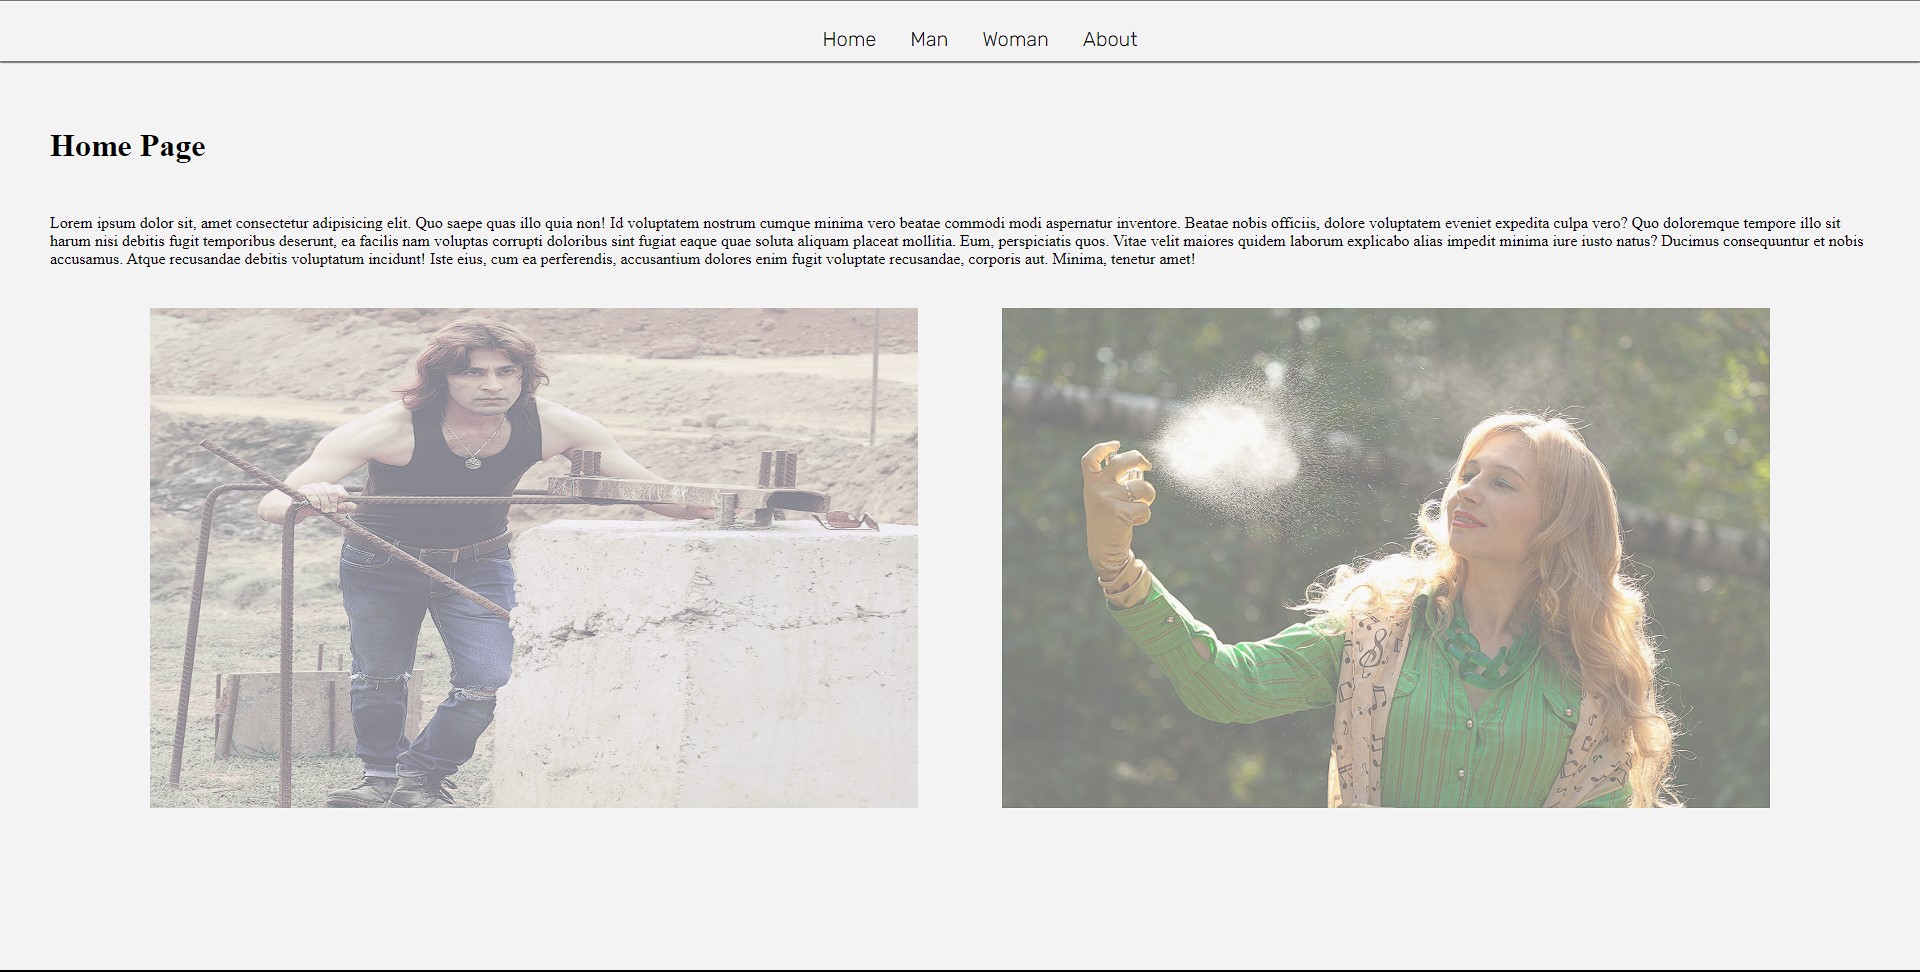 Home Man Woman About
Home Page
Lorem ipsum dolor sit, amet consectetur adipisicing elit. Quo saepe quas illo quia non! Id voluptatem nostrum cumque minima vero beatae commodi modi aspernatur inventore. Beatae nobis officiis, dolore voluptatem eveniet expedita culpa vero? Quo doloremque tempore illo sit
harum nisi debitis fugit temporibus deserunt, ea facilis nam voluptas corrupti doloribus sint fugiat eaque quae soluta aliquam placeat mollitia. Eum, perspiciatis quos. Vitae velit maiores quidem laborum explicabo alias impedit minima iure iusto natus? Ducimus consequuntur et nobis
accusamus. Atque recusandae debitis voluptatum incidunt! Iste eius, cum ea perferendis, accusantium dolores enim fugit voluptate recusandae, corporis aut. Minima, tenetur amet!